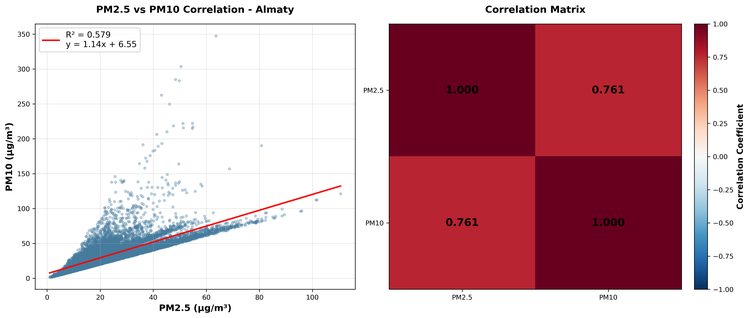 PM2.5 vs PM10 Correlation - Almaty
R² = 0.579
y = 1.14x + 6.55
350
300
250
200
150
100
50
0
PM10 (μg/m³)
0
20
40
60
80
100
PM2.5 (μg/m³)
Correlation Matrix
PM2.5
PM10
1.000
0.761
0.761
1.000
PM2.5
PM10
1.00
0.75
0.50
0.25
0.00
−0.25
−0.50
−0.75
−1.00
Correlation Coefficient